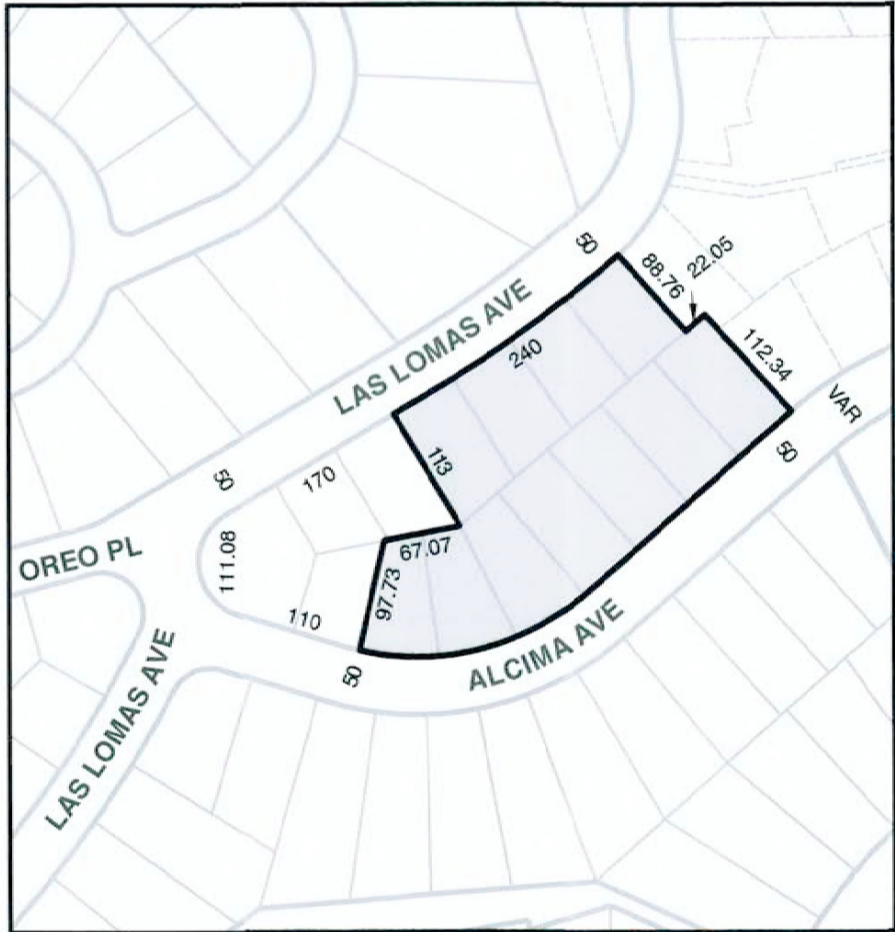 50
88.76
22.05
LAS LOMAS AVE
240
112.34
VAR
113
50
50
170
67.07
OREO PL
111.08
97.73
110
ALCIMA AVE
50
LAS LOMAS AVE